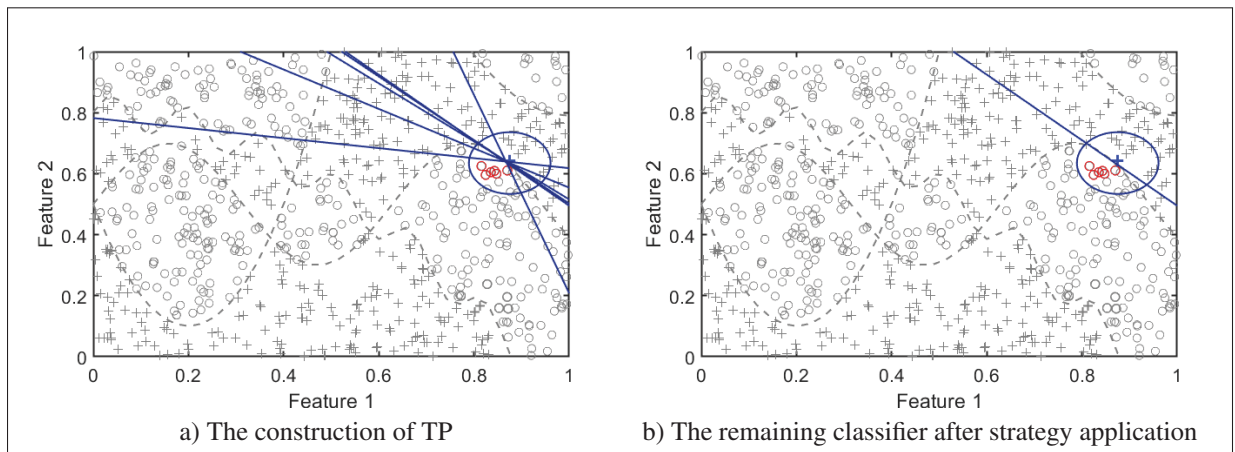 1
0.8
0.6
0.4
0.2
0
Feature 2
0 0.2 0.4 0.6 0.8 1
Feature 1
a) The construction of TP
1
0.8
0.6
0.4
0.2
0
Feature 2
0 0.2 0.4 0.6 0.8 1
Feature 1
b) The remaining classifier after strategy application